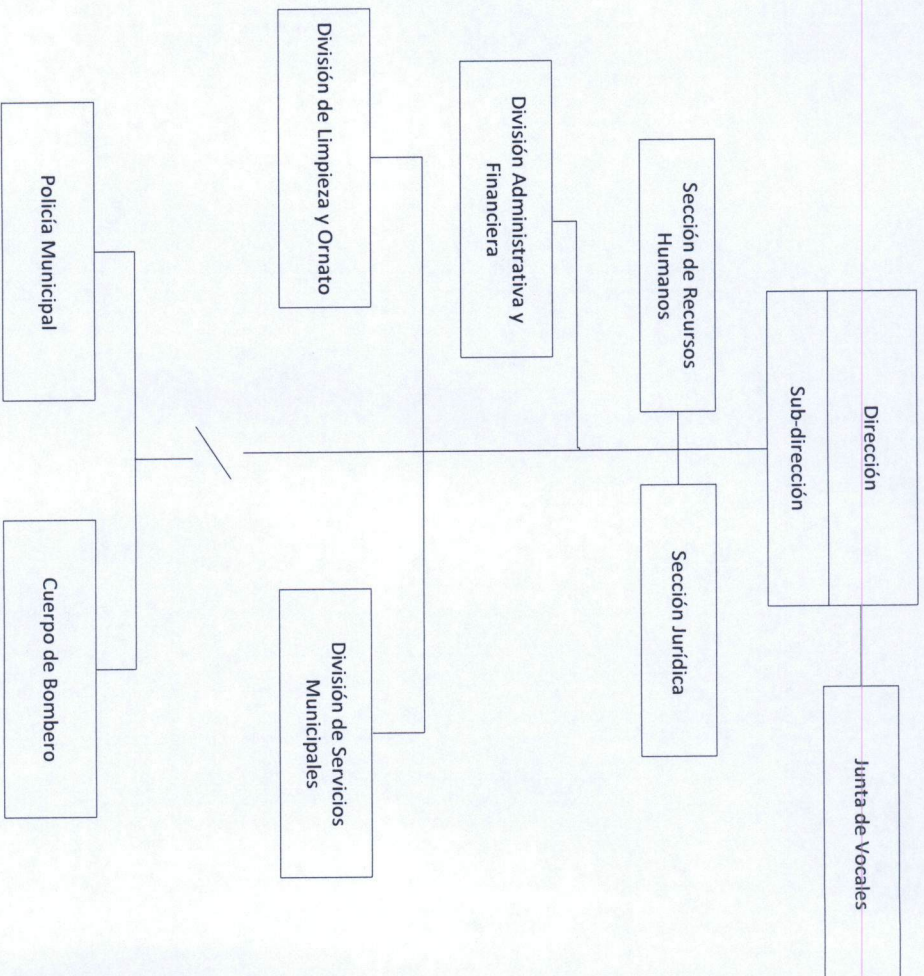 Dirección
Sub-dirección
Junta de Vocales
Sección de Recursos
Humanos
Sección Jurídica
División Administrativa y
Financiera
División de Limpieza y Ornato
División de Servicios
Municipales
Policía Municipal
Cuerpo de Bombero